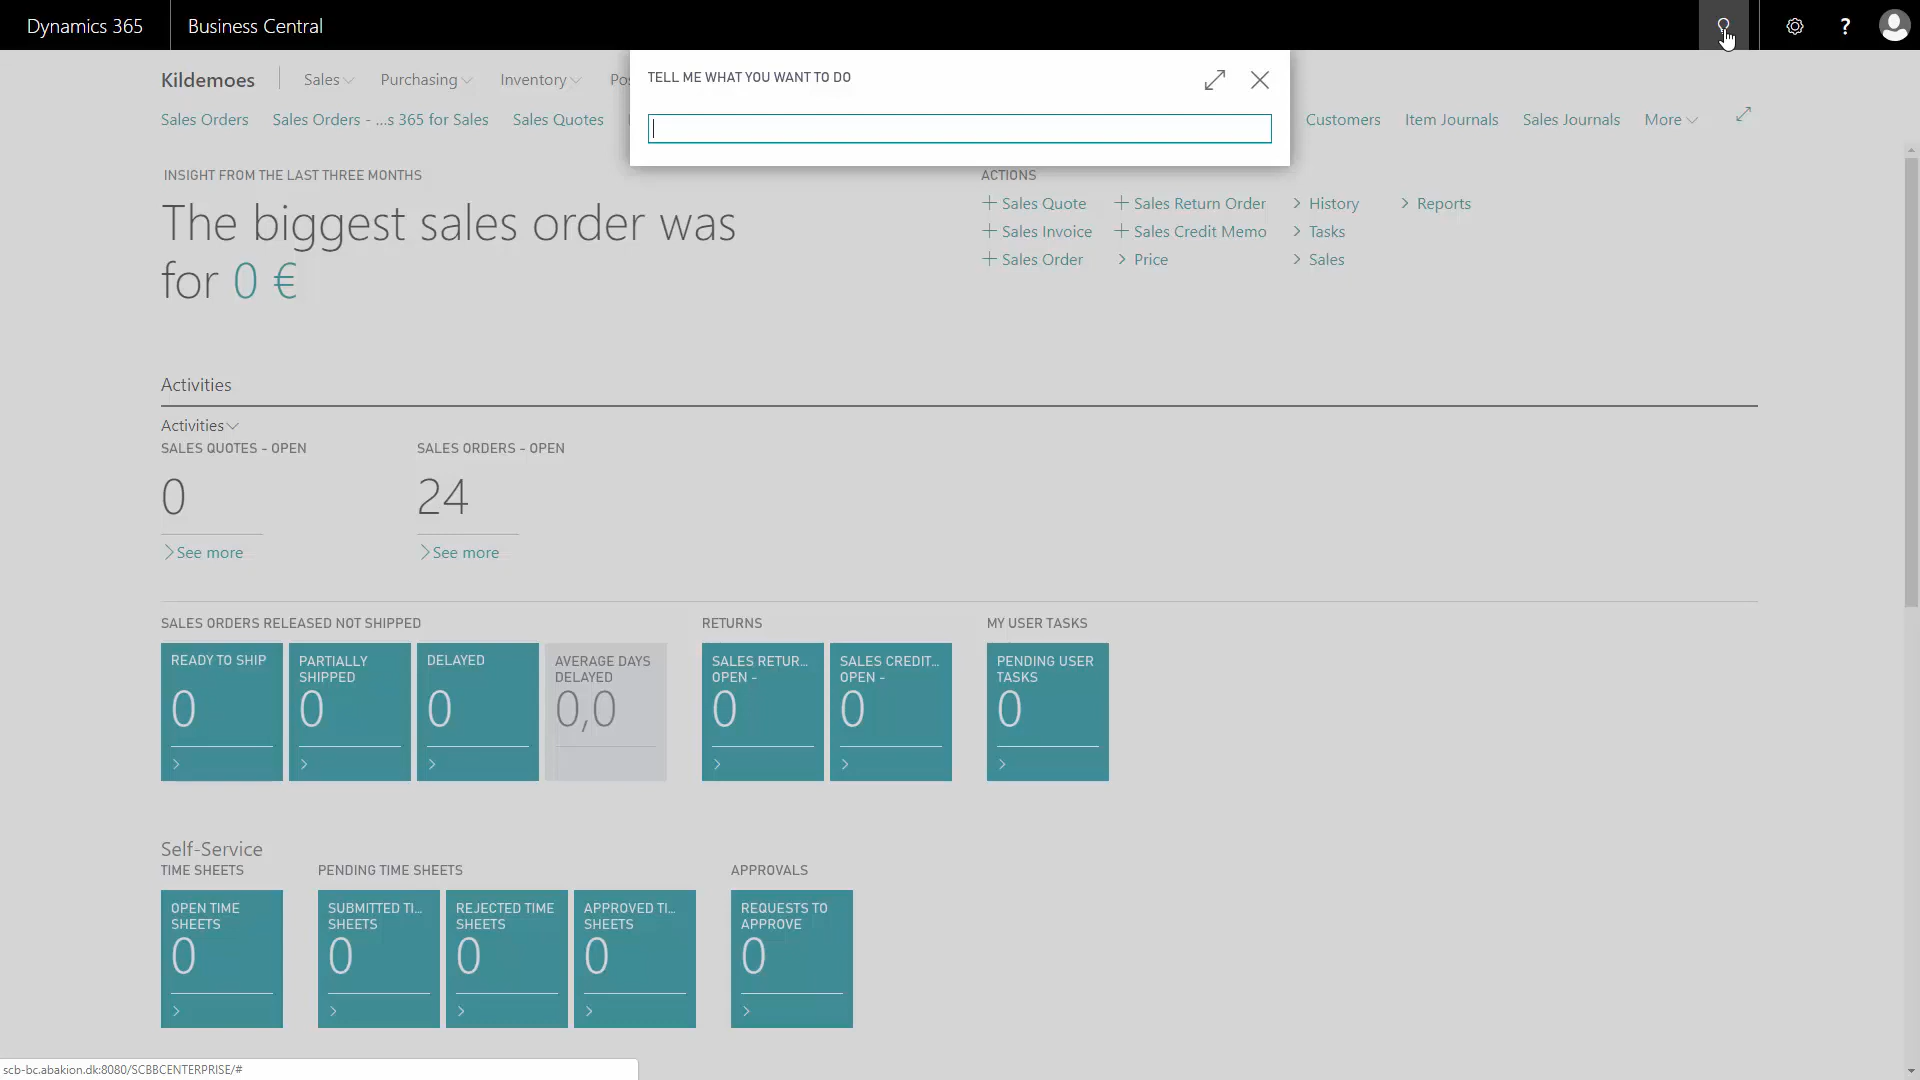 Dynamics 365
Business Central
?
TELL ME WHAT YOU WANT TO DO
Kildemoes
Sales
Purchasing
Inventory
Sales Orders
Sales Orders - ...s 365 for Sales
Sales Quotes
Customers
Item Journals
Sales Journals
More
INSIGHT FROM THE LAST THREE MONTHS
The biggest sales order was
for 0 €
ACTIONS
+ Sales Quote
+ Sales Return Order
> History
> Reports
+ Sales Invoice
+ Sales Credit Memo
> Tasks
+ Sales Order
> Price
> Sales
Activities
Activities
SALES QUOTES - OPEN
SALES ORDERS - OPEN
0
24
> See more
> See more
SALES ORDERS RELEASED NOT SHIPPED
RETURNS
MY USER TASKS
READY TO SHIP
0
PARTIALLY
SHIPPED
0
DELAYED
0
AVERAGE DAYS
DELAYED
0,0
SALES RETUR...
OPEN -
0
SALES CREDIT...
OPEN -
0
PENDING USER
TASKS
0
Self-Service
TIME SHEETS
PENDING TIME SHEETS
APPROVALS
OPEN TIME
SHEETS
0
SUBMITTED TI...
SHEETS
0
REJECTED TIME
SHEETS
0
APPROVED TI...
SHEETS
0
REQUESTS TO
APPROVE
0
scb-bc.abakion.dk:8080/SCBBCENTERPRISE/#